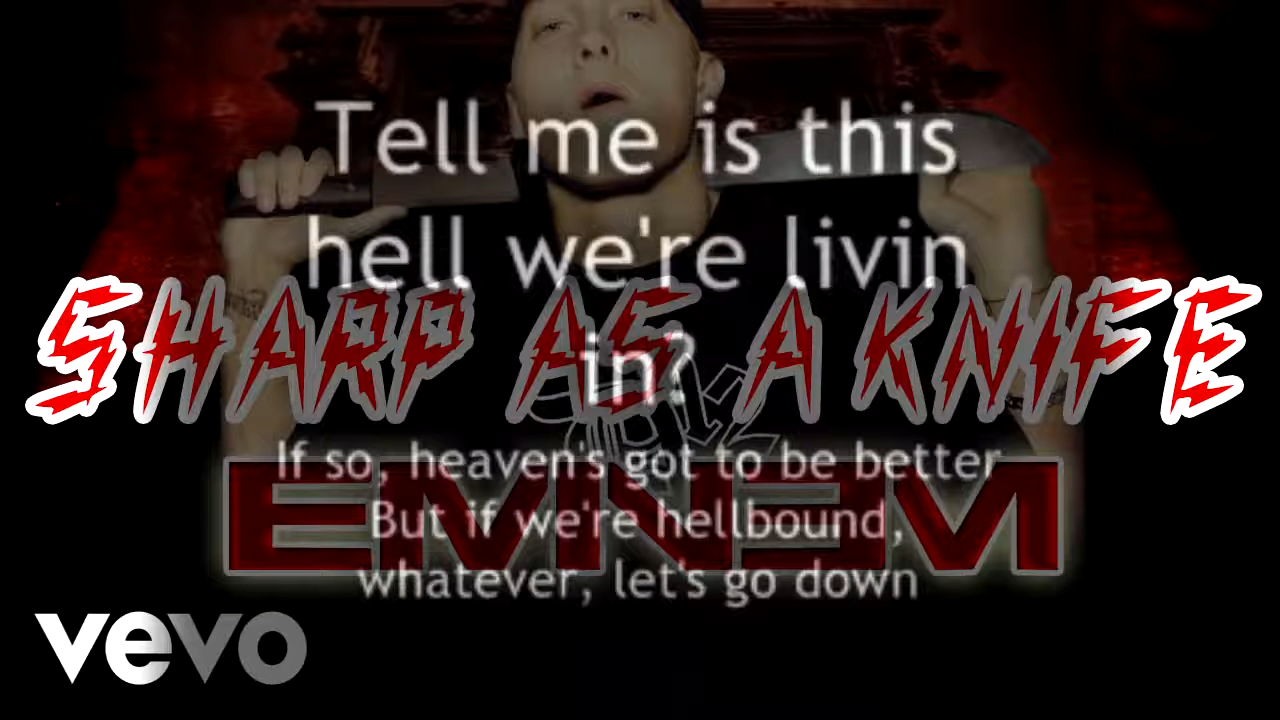 Tell me is this
hell we're livin
SHARP AS A KNIFE
in?
If so, heaven's got to be better
EMINEM
But if we're hellbound,
whatever, let's go down
vevo